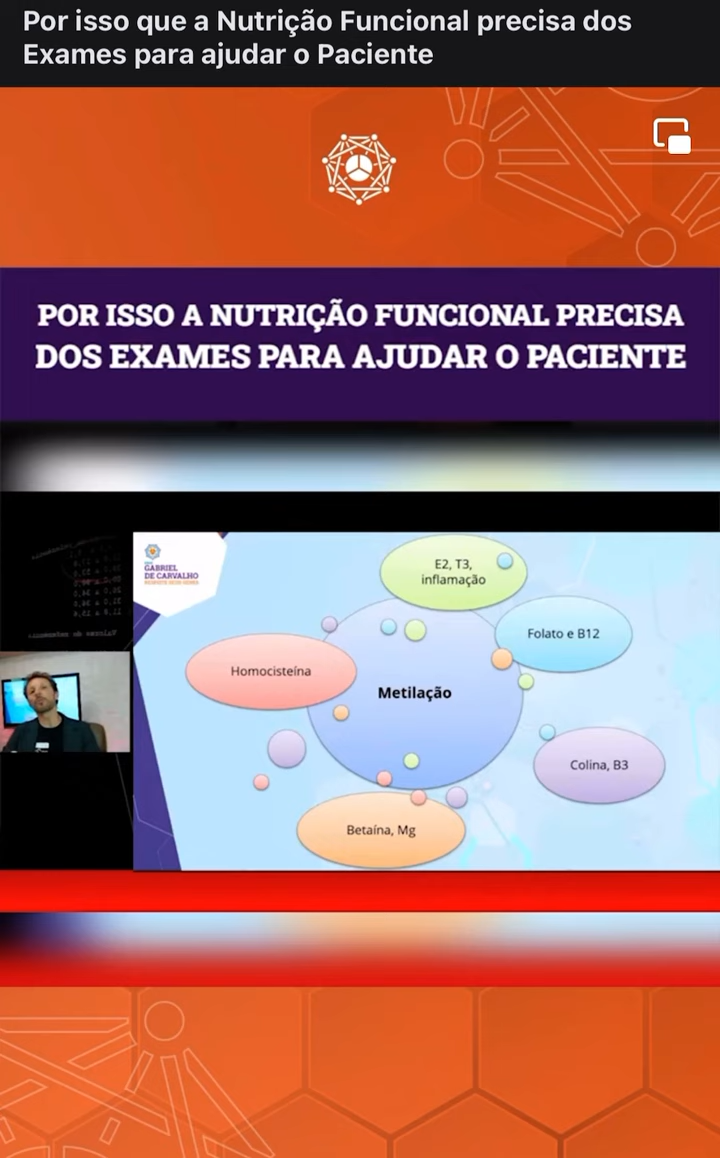 Por isso que a Nutrição Funcional precisa dos
Exames para ajudar o Paciente
POR ISSO A NUTRIÇÃO FUNCIONAL PRECISA
DOS EXAMES PARA AJUDAR O PACIENTE
GABRIEL
DE CARVALHO
E2, T3,
inflamação
Folato e B12
Homocisteína
Metilação
Colina, B3
Betaína, Mg